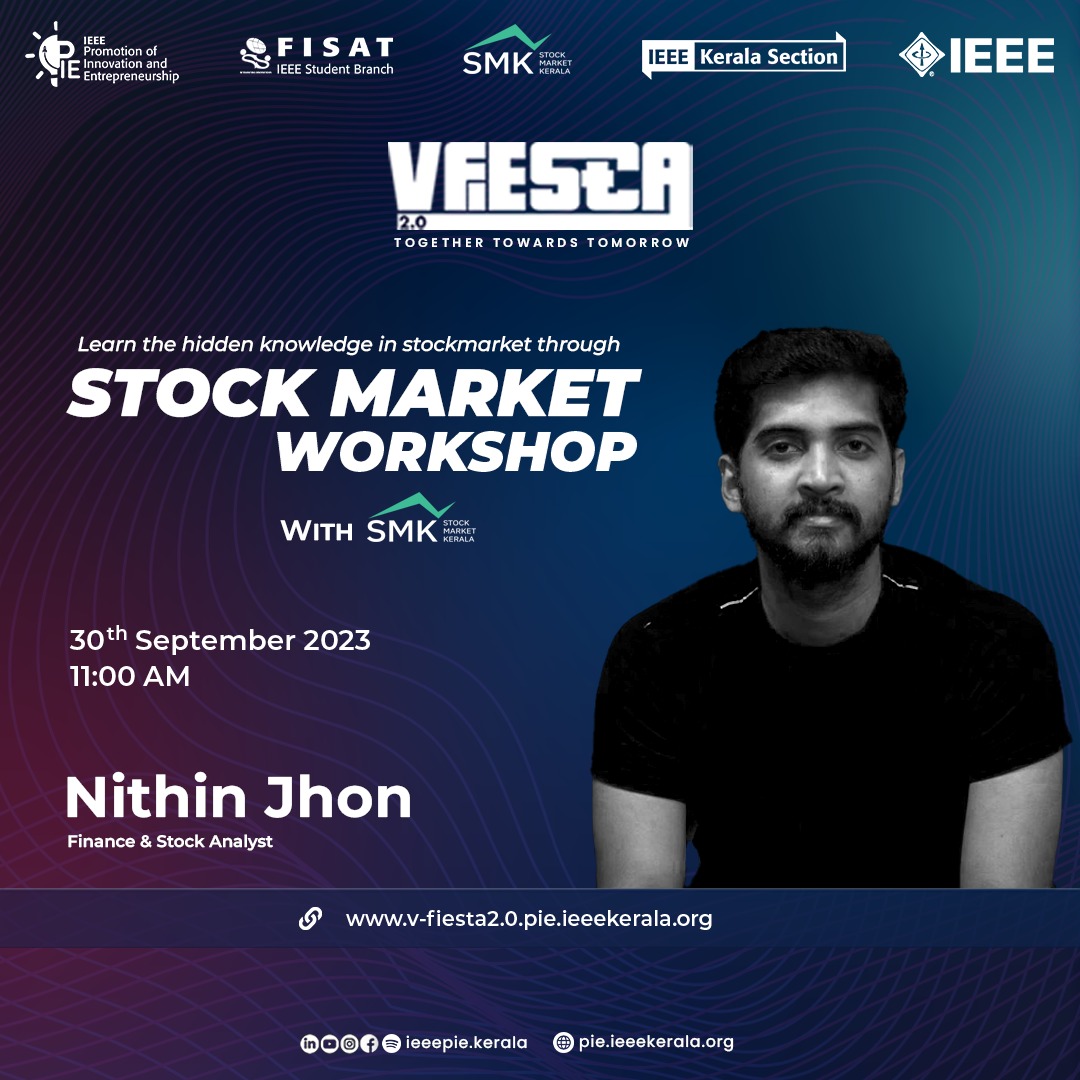 IEEE
Promotion of
Innovation and
Entrepreneurship
PIE
FISAT
IEEE Student Branch
SMK STOCK
MARKET
KERALA
IEEE Kerala Section
IEEE
VFiESTA
2.0
TOGETHER TOWARDS TOMORROW
Learn the hidden knowledge in stockmarket through
STOCK MARKET
WORKSHOP
WITH SMK STOCK
MARKET
KERALA
30th September 2023
11:00 AM
Nithin Jhon
Finance & Stock Analyst
www.v-fiesta2.0.pie.ieeekerala.org
ieeepie.kerala pie.ieeekerala.org